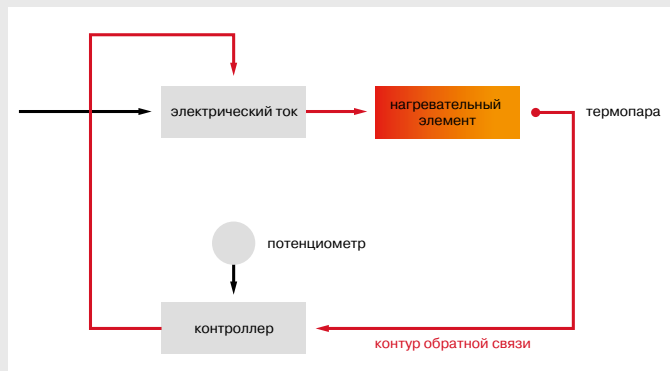 электрический ток
нагревательный
элемент
термопара
потенциометр
контроллер
контур обратной связи